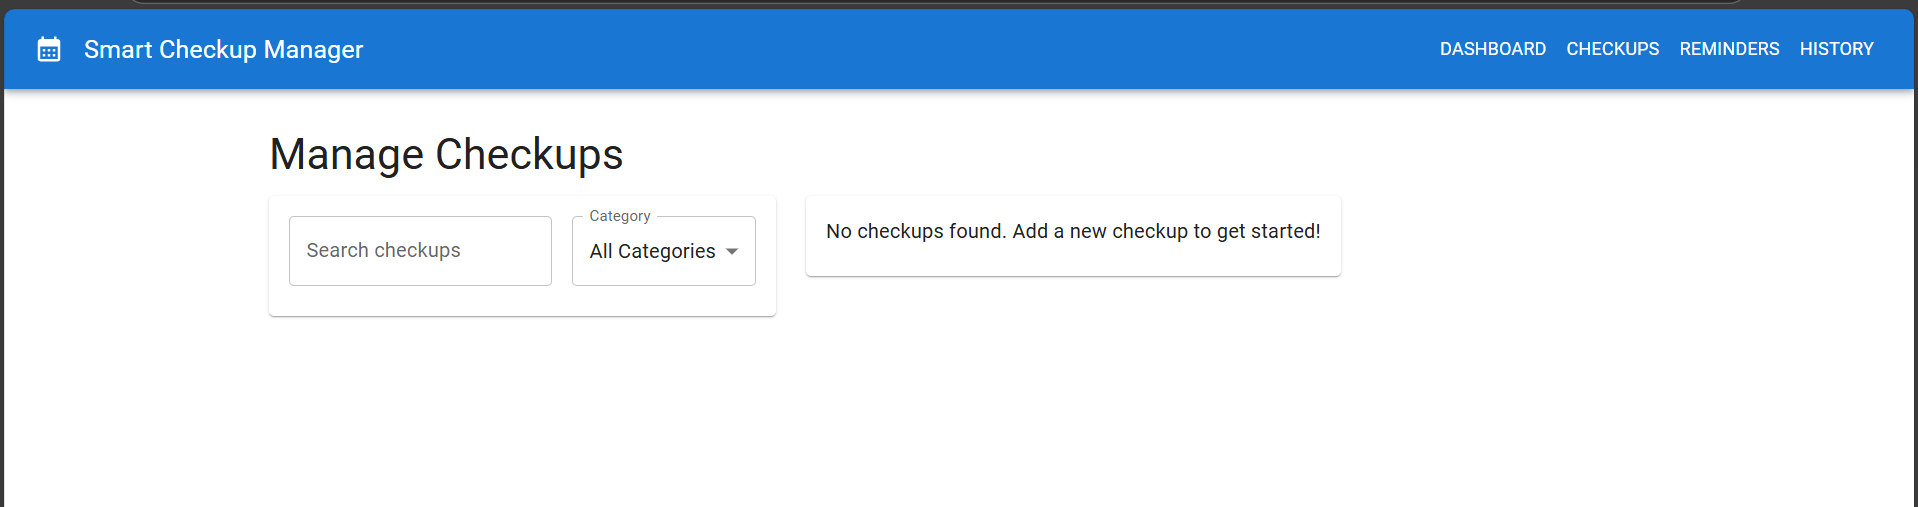 Smart Checkup Manager
DASHBOARD CHECKUPS REMINDERS HISTORY
Manage Checkups
Search checkups
Category
All Categories
No checkups found. Add a new checkup to get started!